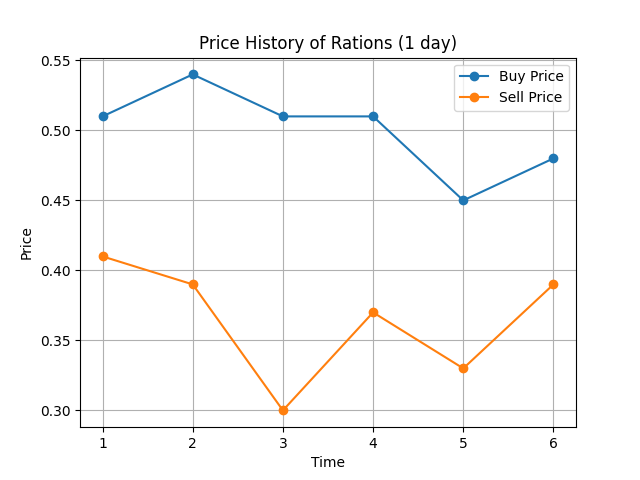 Price History of Rations (1 day)
Buy Price
Sell Price
Price
0.55
0.50
0.45
0.40
0.35
0.30
1 2 3 4 5 6
Time